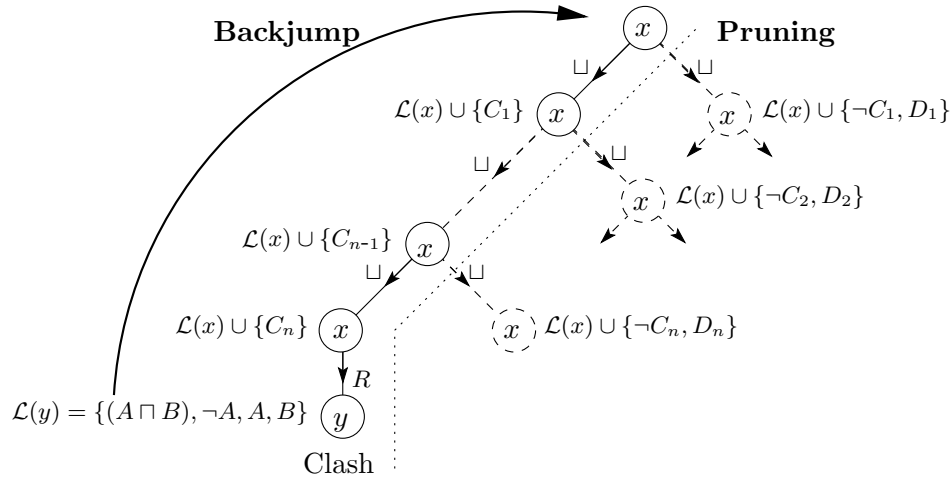 Backjump
Pruning
x
⊔ ⊔
L(x) ∪ {C1} x
x L(x) ∪ {¬C1, D1}
⊔ ⊔
x L(x) ∪ {¬C2, D2}
L(x) ∪ {Cn-1} x
⊔ ⊔
L(x) ∪ {Cn} x
x L(x) ∪ {¬Cn, Dn}
R
L(y) = {(A ⊓ B), ¬A, A, B} y
Clash